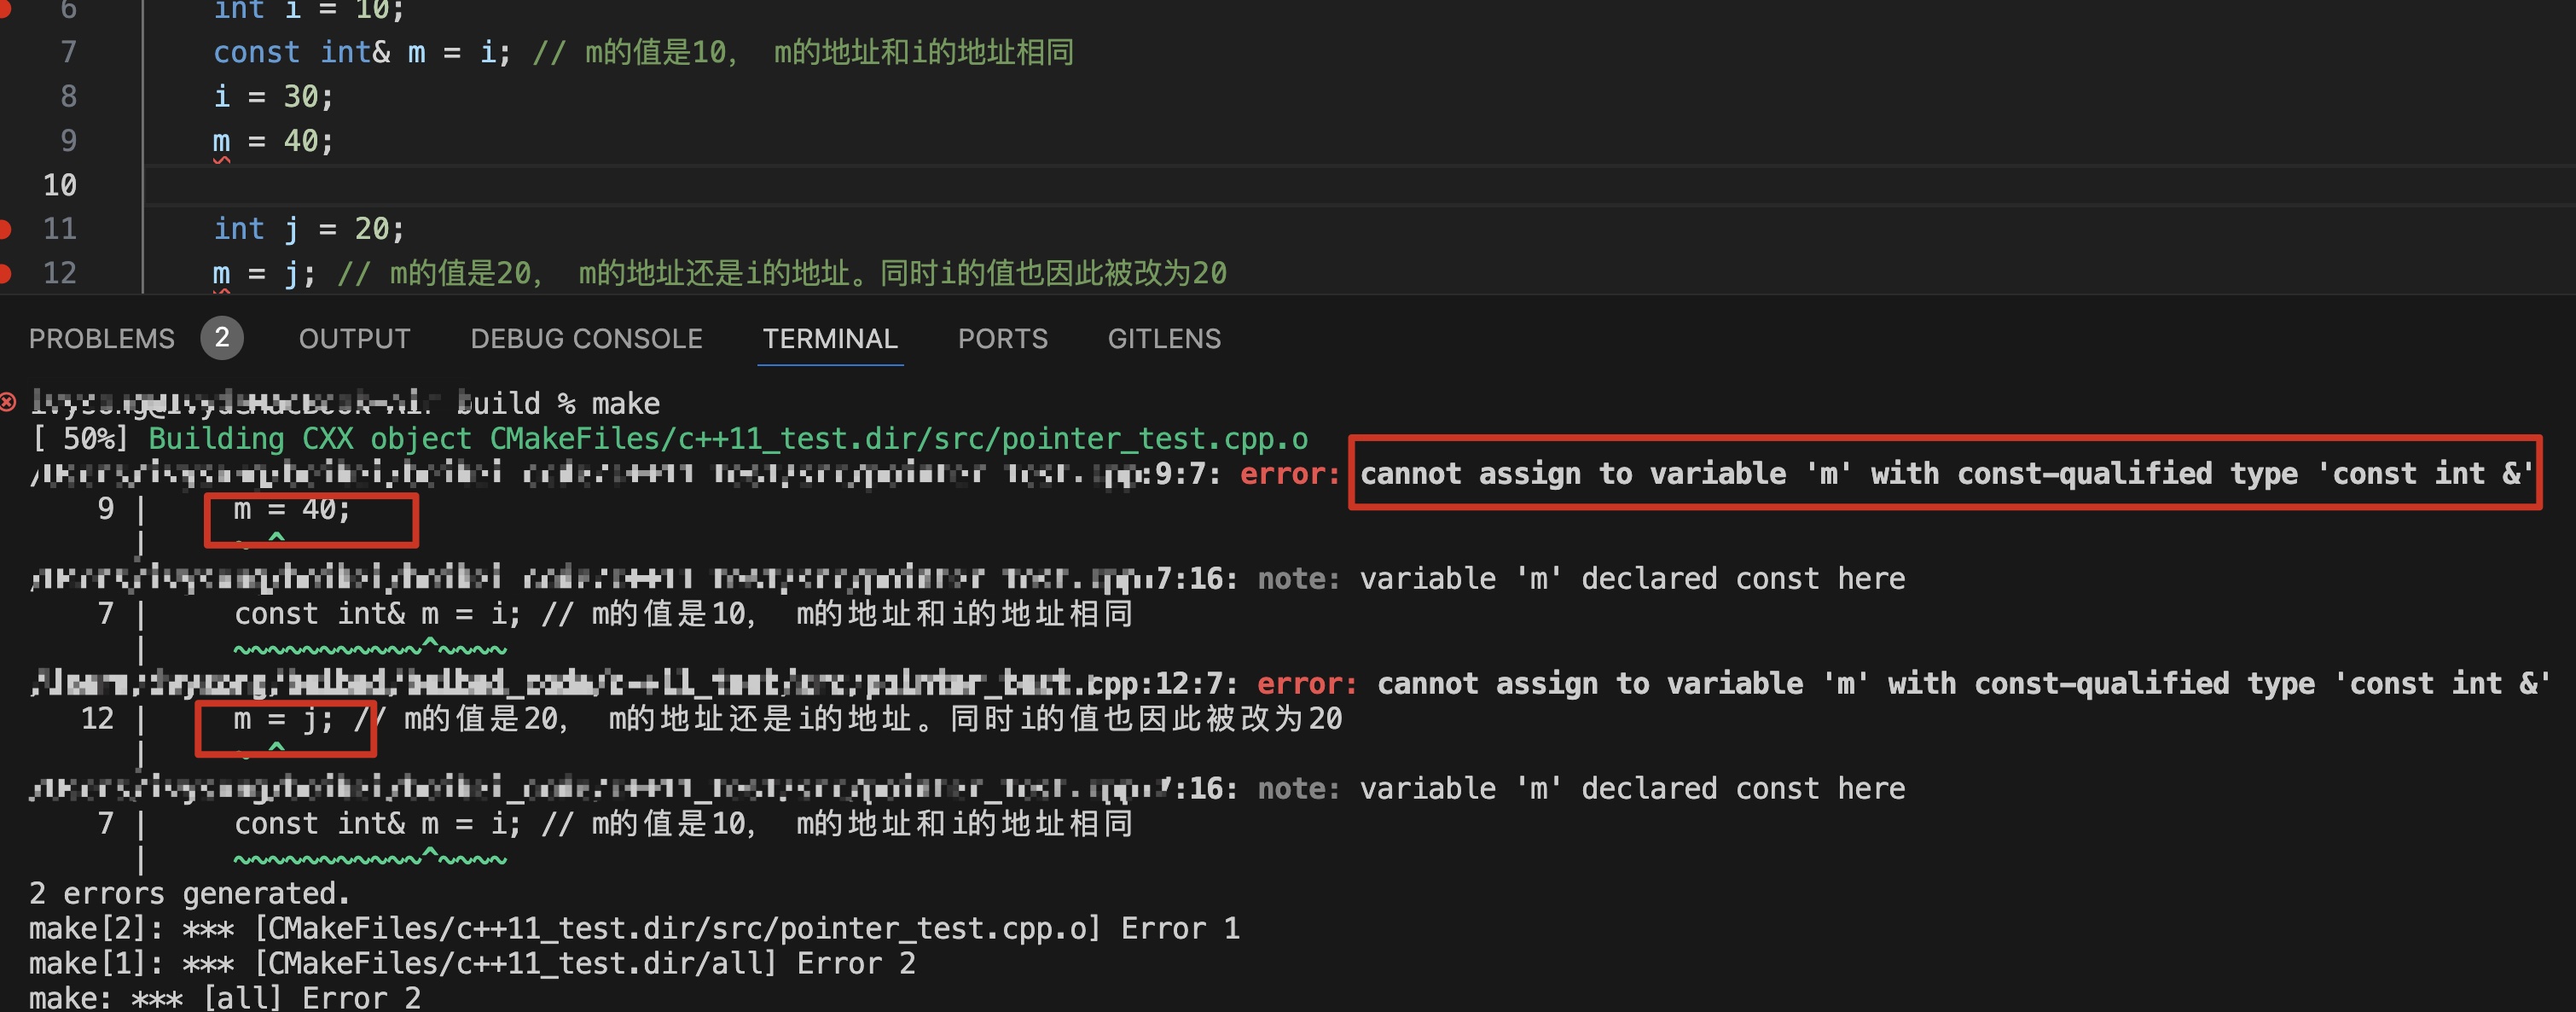 6 int i = 10;
7 const int& m = i; // m的值是10, m的地址和i的地址相同
8 i = 30;
9 m = 40;
10
11 int j = 20;
12 m = j; // m的值是20, m的地址还是i的地址。同时i的值也因此被改为20
PROBLEMS 2 OUTPUT DEBUG CONSOLE TERMINAL PORTS GITLENS
build % make
[ 50%] Building CXX object CMakeFiles/c++11_test.dir/src/pointer_test.cpp.o
:9:7: error: cannot assign to variable 'm' with const-qualified type 'const int &'
9 | m = 40;
| ~ ^
7:16: note: variable 'm' declared const here
7 | const int& m = i; // m的值是10, m的地址和i的地址相同
| ~~~~~~~~~~~^~~~~
cpp:12:7: error: cannot assign to variable 'm' with const-qualified type 'const int &'
12 | m = j; // m的值是20, m的地址还是i的地址。同时i的值也因此被改为20
| ~ ^
:16: note: variable 'm' declared const here
7 | const int& m = i; // m的值是10, m的地址和i的地址相同
| ~~~~~~~~~~~^~~~~
2 errors generated.
make[2]: *** [CMakeFiles/c++11_test.dir/src/pointer_test.cpp.o] Error 1
make[1]: *** [CMakeFiles/c++11_test.dir/all] Error 2
make: *** [all] Error 2